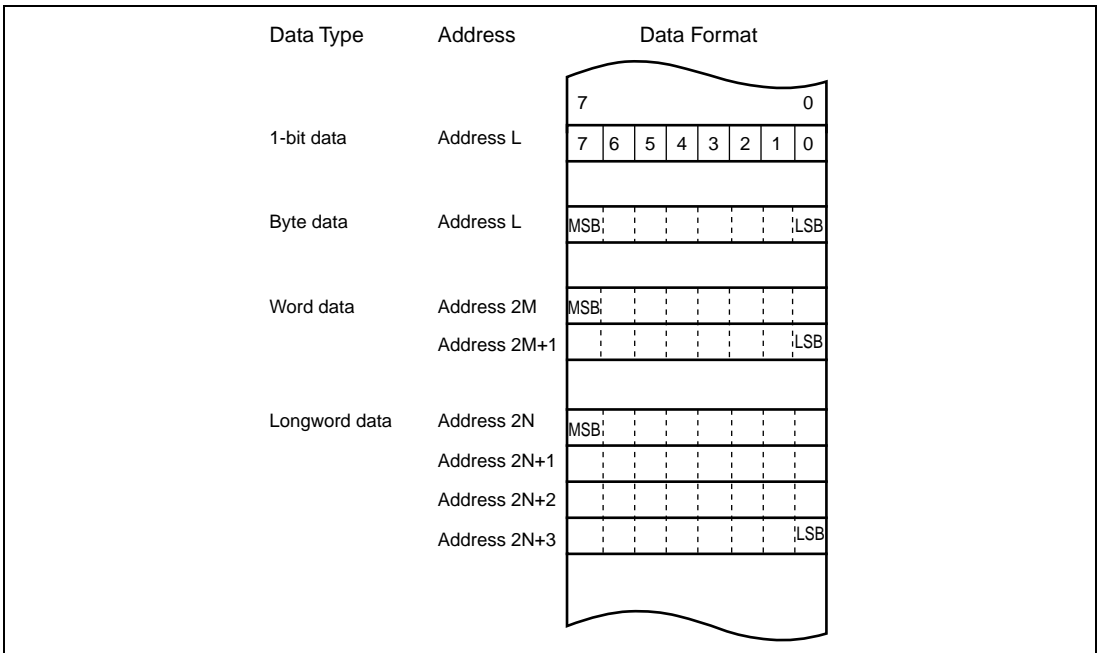 Data Type Address Data Format
7 0
1-bit data Address L 7 6 5 4 3 2 1 0
Byte data Address L MSB LSB
Word data Address 2M MSB
Address 2M+1 LSB
Longword data Address 2N MSB
Address 2N+1
Address 2N+2
Address 2N+3 LSB